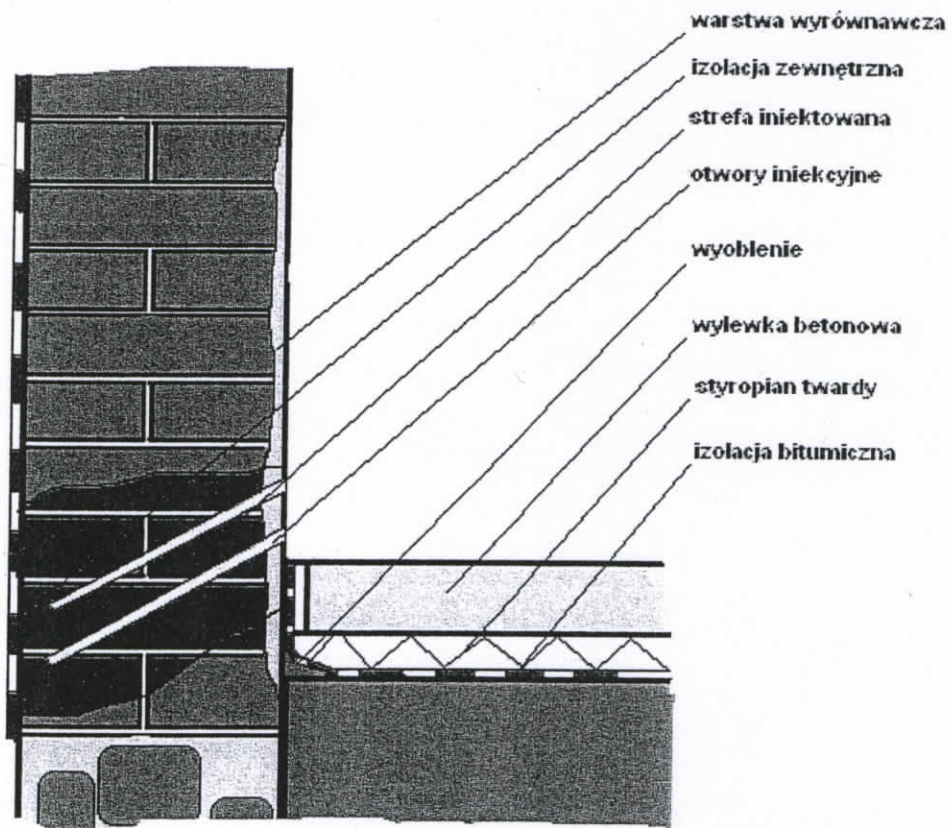 warstwa wyrównawcza
izolacja zewnętrzna
strefa iniektowana
otwory iniekcyjne
wyoblenie
wylewka betonowa
styropian twardy
izolacja bitumiczna